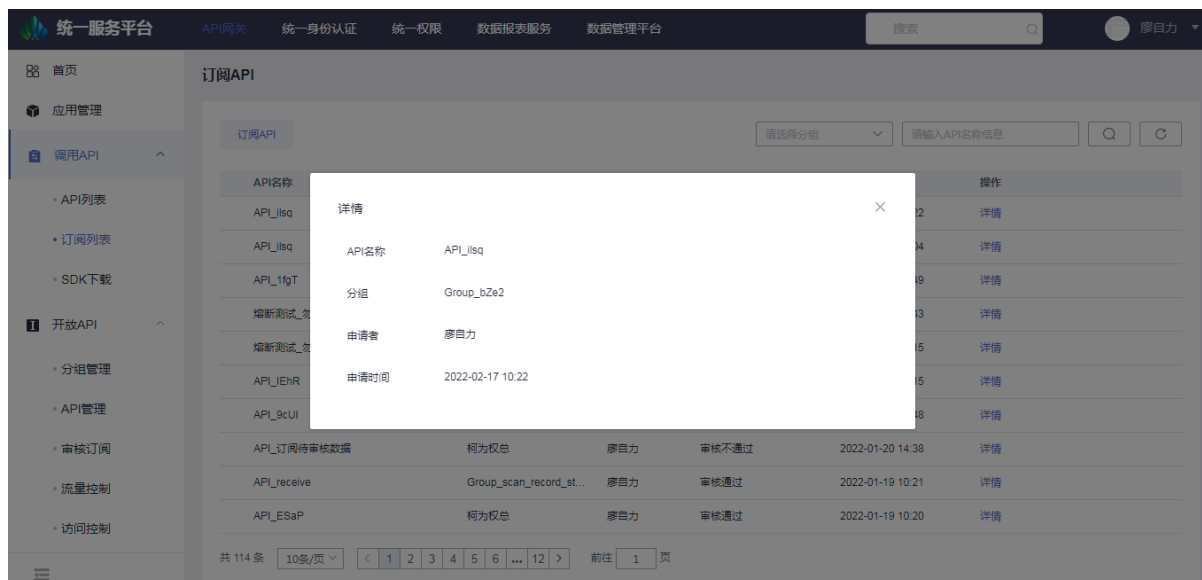 统一服务平台
API网关 统一身份认证 统一权限 数据报表服务 数据管理平台 搜索 廖自力
首页
应用管理
调用API
API列表
订阅列表
SDK下载
开放API
分组管理
API管理
审核订阅
流量控制
访问控制
订阅API
订阅API 请选择分组 请输入API名称信息
API名称 操作
API_ilsq 22 详情
API_ilsq 04 详情
API_1fgT 49 详情
熔断测试_勿 43 详情
熔断测试_勿 15 详情
API_IEhR 15 详情
API_9cUI 48 详情
API_订阅待审核数据 柯为权总 廖自力 审核不通过 2022-01-20 14:38 详情
API_receive Group_scan_record_st... 廖自力 审核通过 2022-01-19 10:21 详情
API_ESaP 柯为权总 廖自力 审核通过 2022-01-19 10:20 详情
共 114 条 10条/页 < 1 2 3 4 5 6 ... 12 > 前往 1 页
详情
API名称 API_ilsq
分组 Group_bZe2
申请者 廖自力
申请时间 2022-02-17 10:22